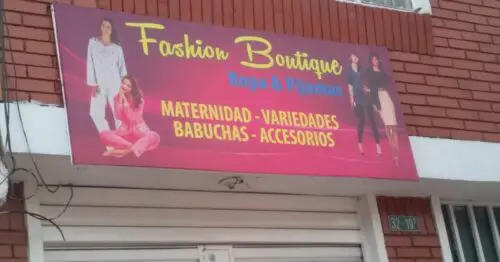 Fashion Boutique
Ropa & Pijamas
MATERNIDAD - VARIEDADES
BABUCHAS - ACCESORIOS